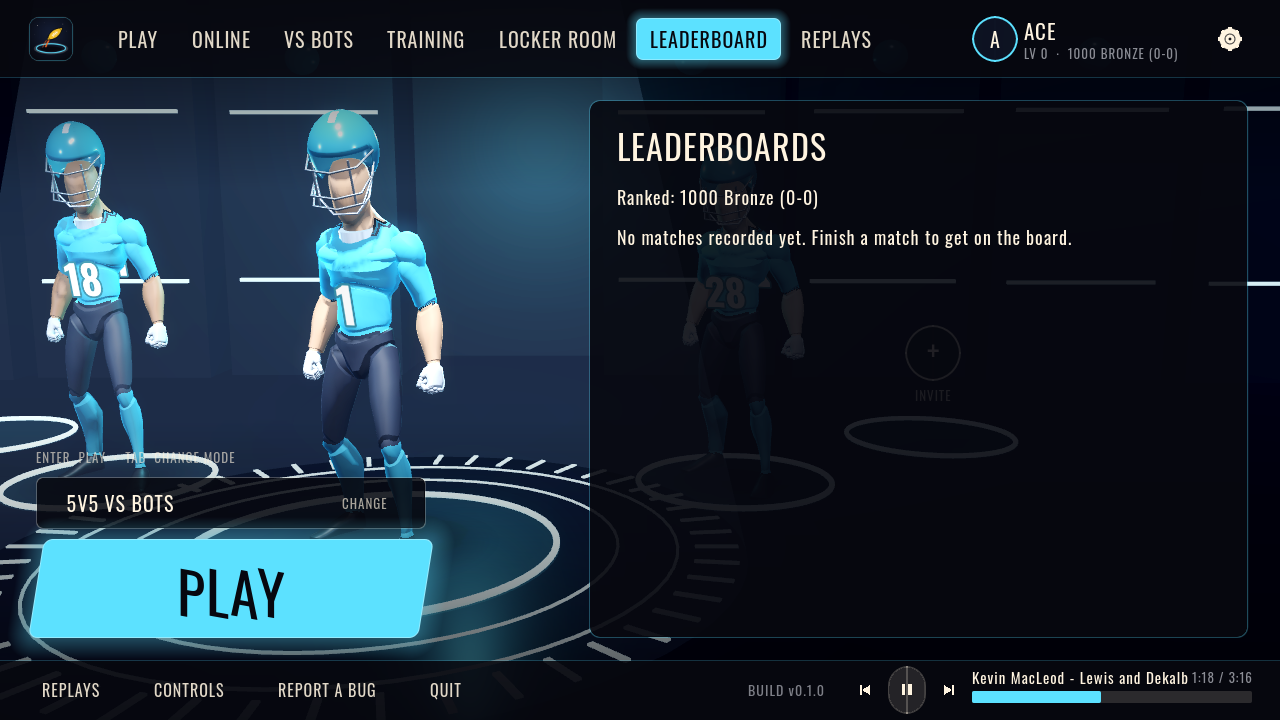 PLAY
ONLINE
VS BOTS
TRAINING
LOCKER ROOM
LEADERBOARD
REPLAYS
A
ACE
LV 0 · 1000 BRONZE (0-0)
LEADERBOARDS
Ranked: 1000 Bronze (0-0)
No matches recorded yet. Finish a match to get on the board.
18
1
28
+
INVITE
ENTER PLAY TAB CHANGE MODE
5V5 VS BOTS
CHANGE
PLAY
REPLAYS
CONTROLS
REPORT A BUG
QUIT
BUILD v0.1.0
Kevin MacLeod - Lewis and Dekalb 1:18 / 3:16